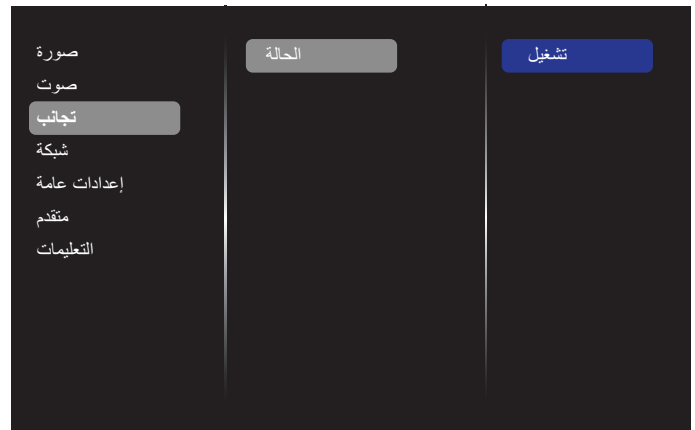 صورة
صوت
تجانب
شبكة
إعدادات عامة
متقدم
التعليمات
الحالة
تشغيل